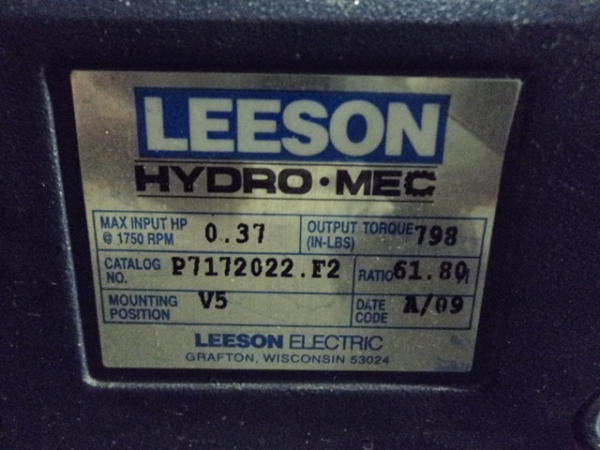 LEESON
HYDRO·MEC
MAX INPUT HP @ 1750 RPM 0.37 OUTPUT TORQUE (IN-LBS) 798
CATALOG NO. P7172022.F2 RATIO 61.80/1
MOUNTING POSITION V5 DATE CODE A/09
LEESON ELECTRIC
GRAFTON, WISCONSIN 53024